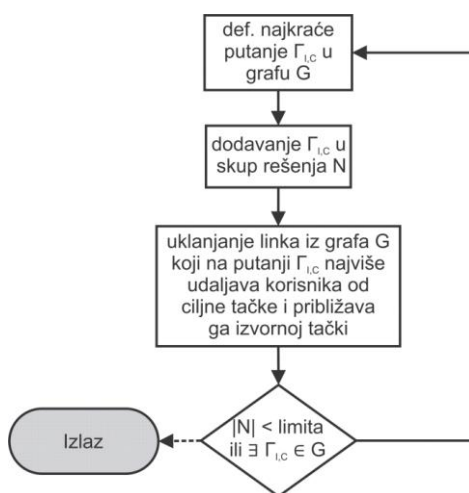 def. najkraće
putanje Γi,c u
grafu G
dodavanje Γi,c u
skup rešenja N
uklanjanje linka iz grafa G
koji na putanji Γi,c najviše
udaljava korisnika od
ciljne tačke i približava
ga izvornoj tački
|N| < limita
ili ∃ Γi,c ∈ G
Izlaz